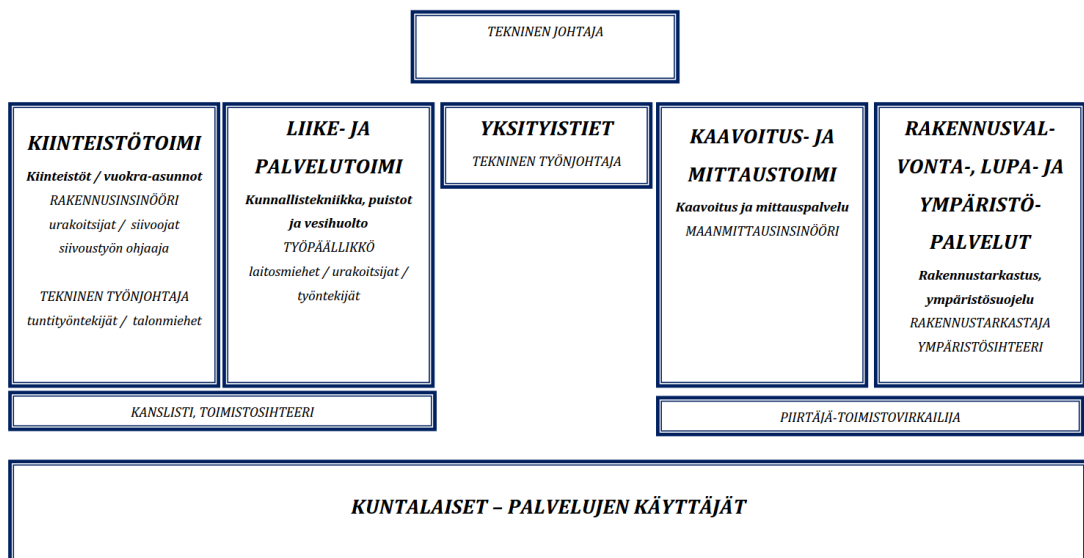 TEKNINEN JOHTAJA
KIINTEISTÖTOIMI
Kiinteistöt / vuokra-asunnot
RAKENNUSINSINÖÖRI
urakoitsijat / siivoojat
siivoustyön ohjaaja
TEKNINEN TYÖNJOHTAJA
tuntityöntekijät / talonmiehet
LIIKE- JA
PALVELUTOIMI
Kunnallistekniikka, puistot
ja vesihuolto
TYÖPÄÄLLIKKÖ
laitosmiehet / urakoitsijat /
työntekijät
YKSITYISTIET
TEKNINEN TYÖNJOHTAJA
KAAVOITUS- JA
MITTAUSTOIMI
Kaavoitus ja mittauspalvelu
MAANMITTAUSINSINÖÖRI
RAKENNUSVAL-
VONTA-, LUPA- JA
YMPÄRISTÖ-
PALVELUT
Rakennustarkastus,
ympäristösuojelu
RAKENNUSTARKASTAJA
YMPÄRISTÖSIHTEERI
KANSLISTI, TOIMISTOSIHTEERI
PIIRTÄJÄ-TOIMISTOVIRKAILIJA
KUNTALAISET – PALVELUJEN KÄYTTÄJÄT